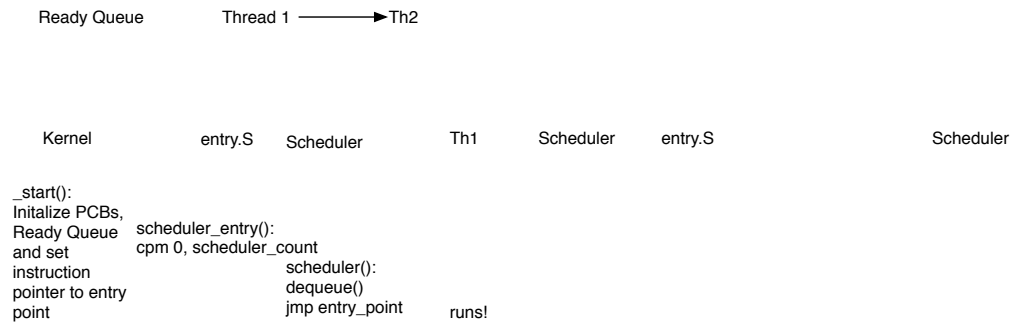 Ready Queue Thread 1 Th2
Kernel entry.S Scheduler Th1 Scheduler entry.S Scheduler
_start():
Initalize PCBs,
Ready Queue
and set
instruction
pointer to entry
point
scheduler_entry():
cpm 0, scheduler_count
scheduler():
dequeue()
jmp entry_point
runs!